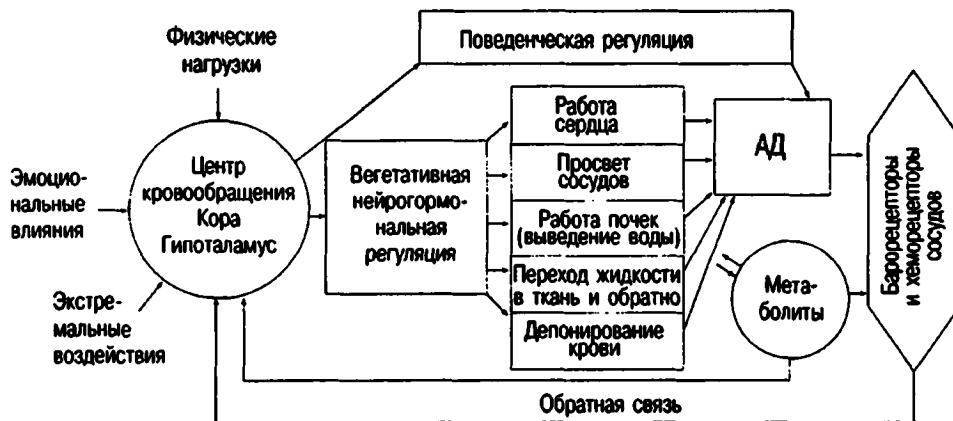 Физические
нагрузки
Поведенческая регуляция
Эмоцио-
нальные
влияния
Центр
кровообращения
Кора
Гипоталамус
Экстре-
мальные
воздействия
Вегетативная
нейрогормо-
нальная
регуляция
Работа
сердца
Просвет
сосудов
Работа почек
(выведение воды)
Переход жидкости
в ткань и обратно
Депонирование
крови
АД
Мета-
болиты
Барорецепторы
и хеморецепторы
сосудов
Обратная связь